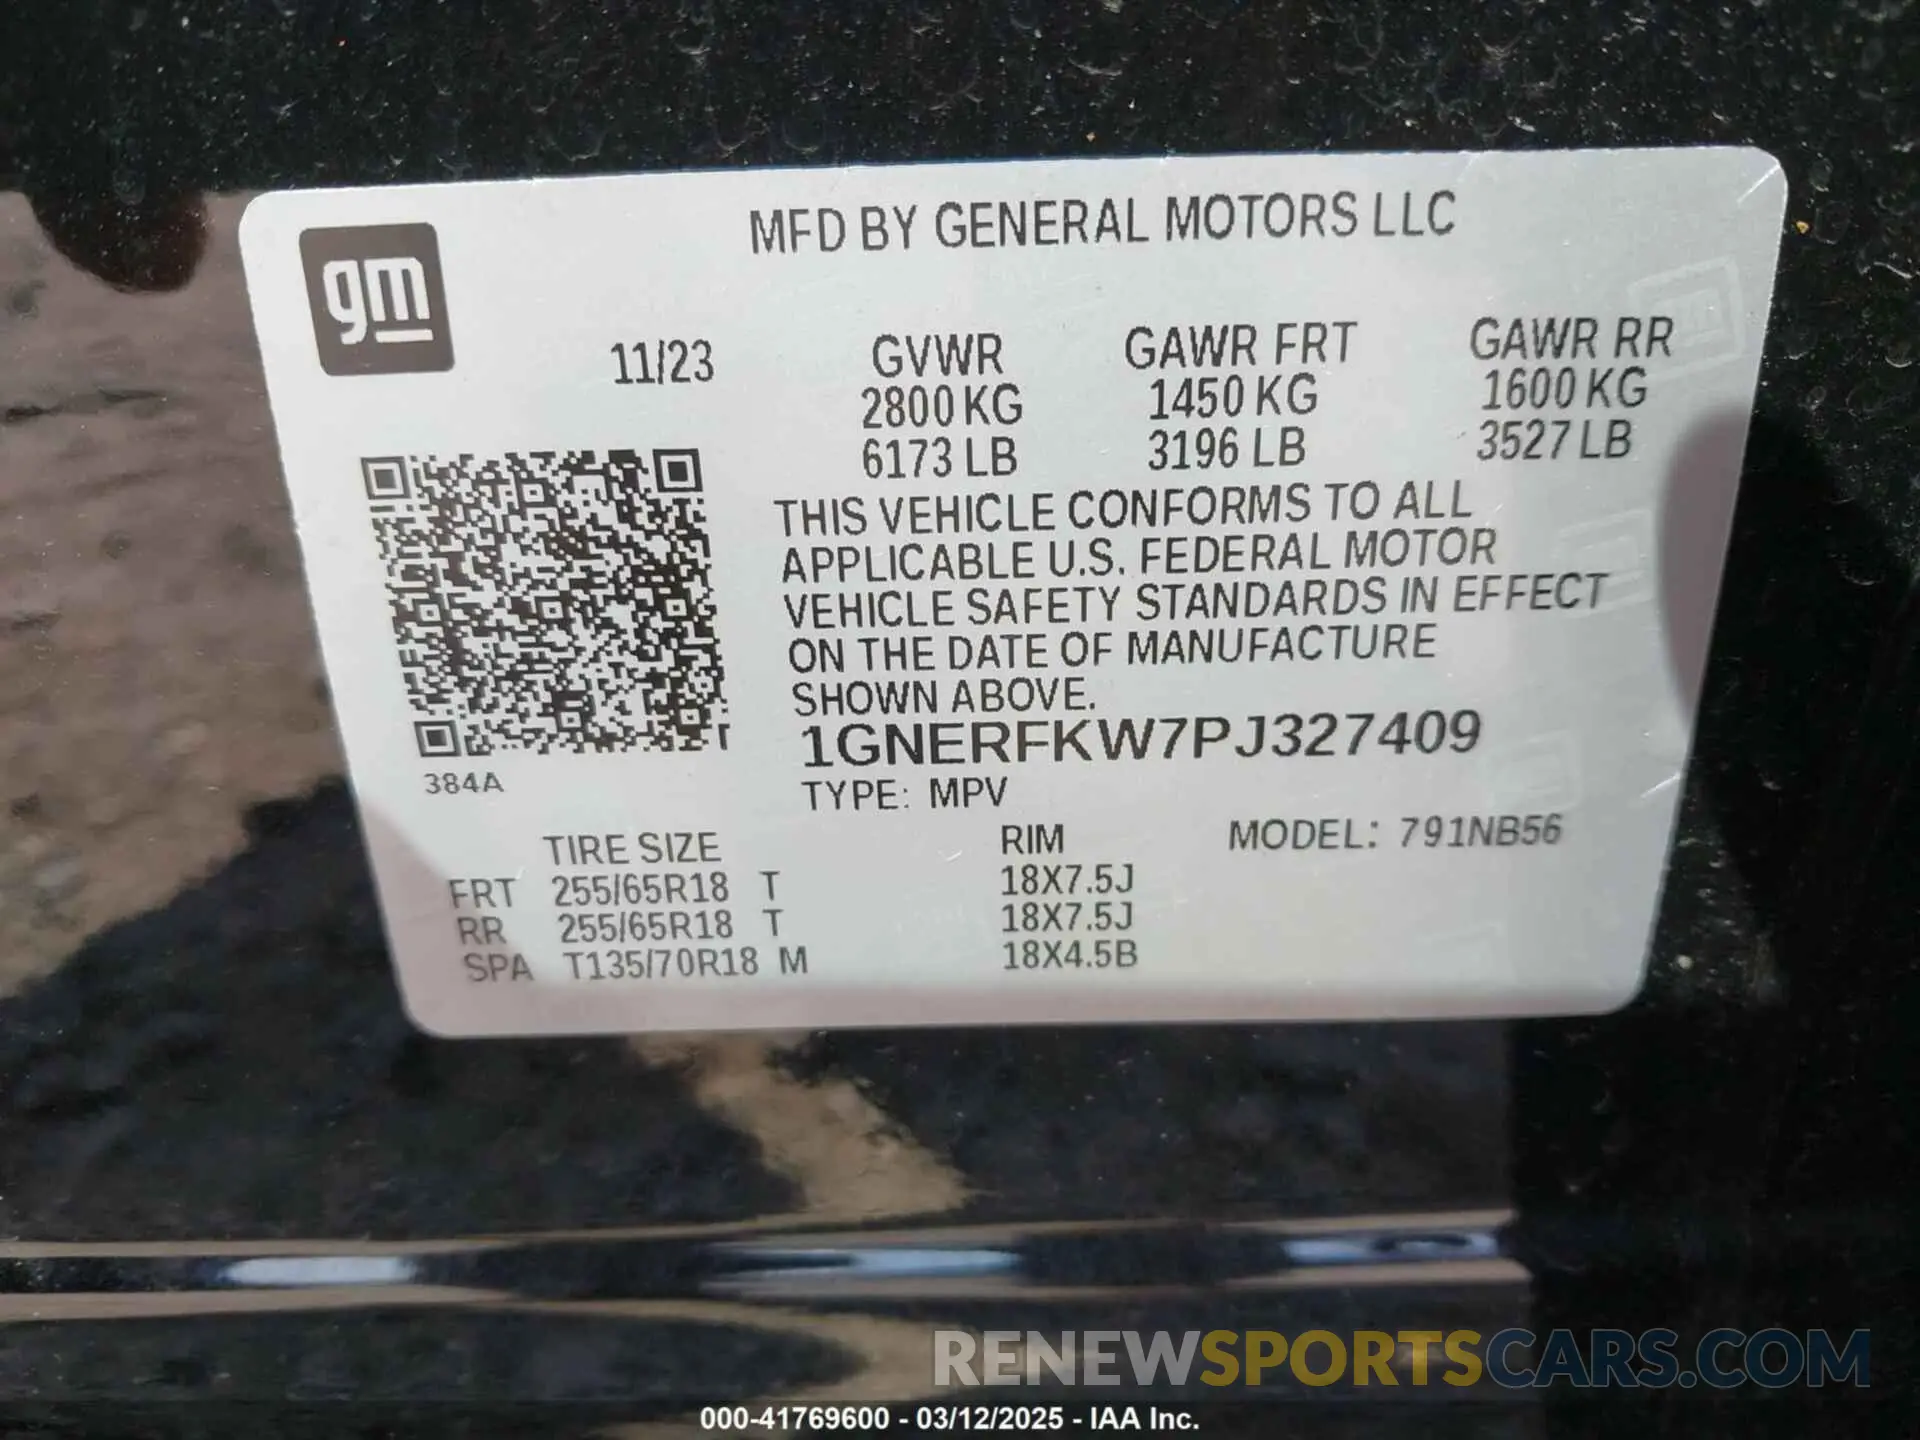 MFD BY GENERAL MOTORS LLC
gm
11/23
GVWR
2800 KG
6173 LB
GAWR FRT
1450 KG
3196 LB
GAWR RR
1600 KG
3527 LB
THIS VEHICLE CONFORMS TO ALL
APPLICABLE U.S. FEDERAL MOTOR
VEHICLE SAFETY STANDARDS IN EFFECT
ON THE DATE OF MANUFACTURE
SHOWN ABOVE.
1GNERFKW7PJ327409
TYPE: MPV
384A
TIRE SIZE RIM MODEL: 791NB56
FRT 255/65R18 T 18X7.5J
RR 255/65R18 T 18X7.5J
SPA T135/70R18 M 18X4.5B
RENEWSPORTSCARS.COM
000-41769600 - 03/12/2025 - IAA Inc.